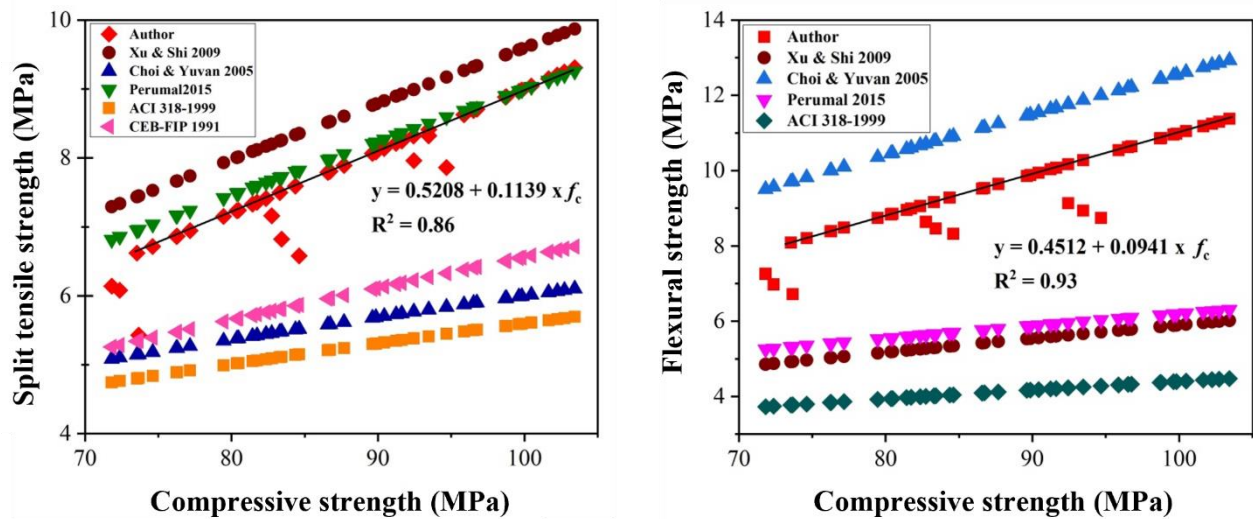 Split tensile strength (MPa)
10
8
6
4
Author
Xu & Shi 2009
Choi & Yuvan 2005
Perumal2015
ACI 318-1999
CEB-FIP 1991
y = 0.5208 + 0.1139 x fc
R² = 0.86
70
80
90
100
Compressive strength (MPa)
Flexural strength (MPa)
14
12
10
8
6
4
Author
Xu & Shi 2009
Choi & Yuvan 2005
Perumal 2015
ACI 318-1999
y = 0.4512 + 0.0941 x fc
R² = 0.93
70
80
90
100
Compressive strength (MPa)